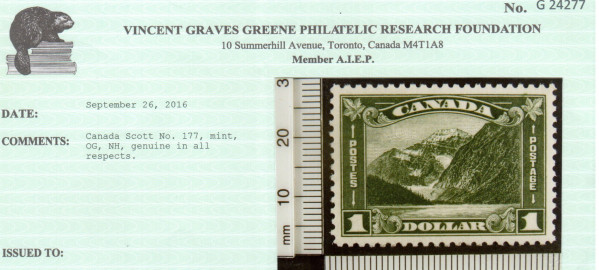 No. G 24277
VINCENT GRAVES GREENE PHILATELIC RESEARCH FOUNDATION
10 Summerhill Avenue, Toronto, Canada M4T1A8
Member A.I.E.P.
DATE: September 26, 2016
COMMENTS: Canada Scott No. 177, mint,
OG, NH, genuine in all
respects.
ISSUED TO:
mm 10 20 3
CANADA
POSTES
POSTAGE
1 DOLLAR 1